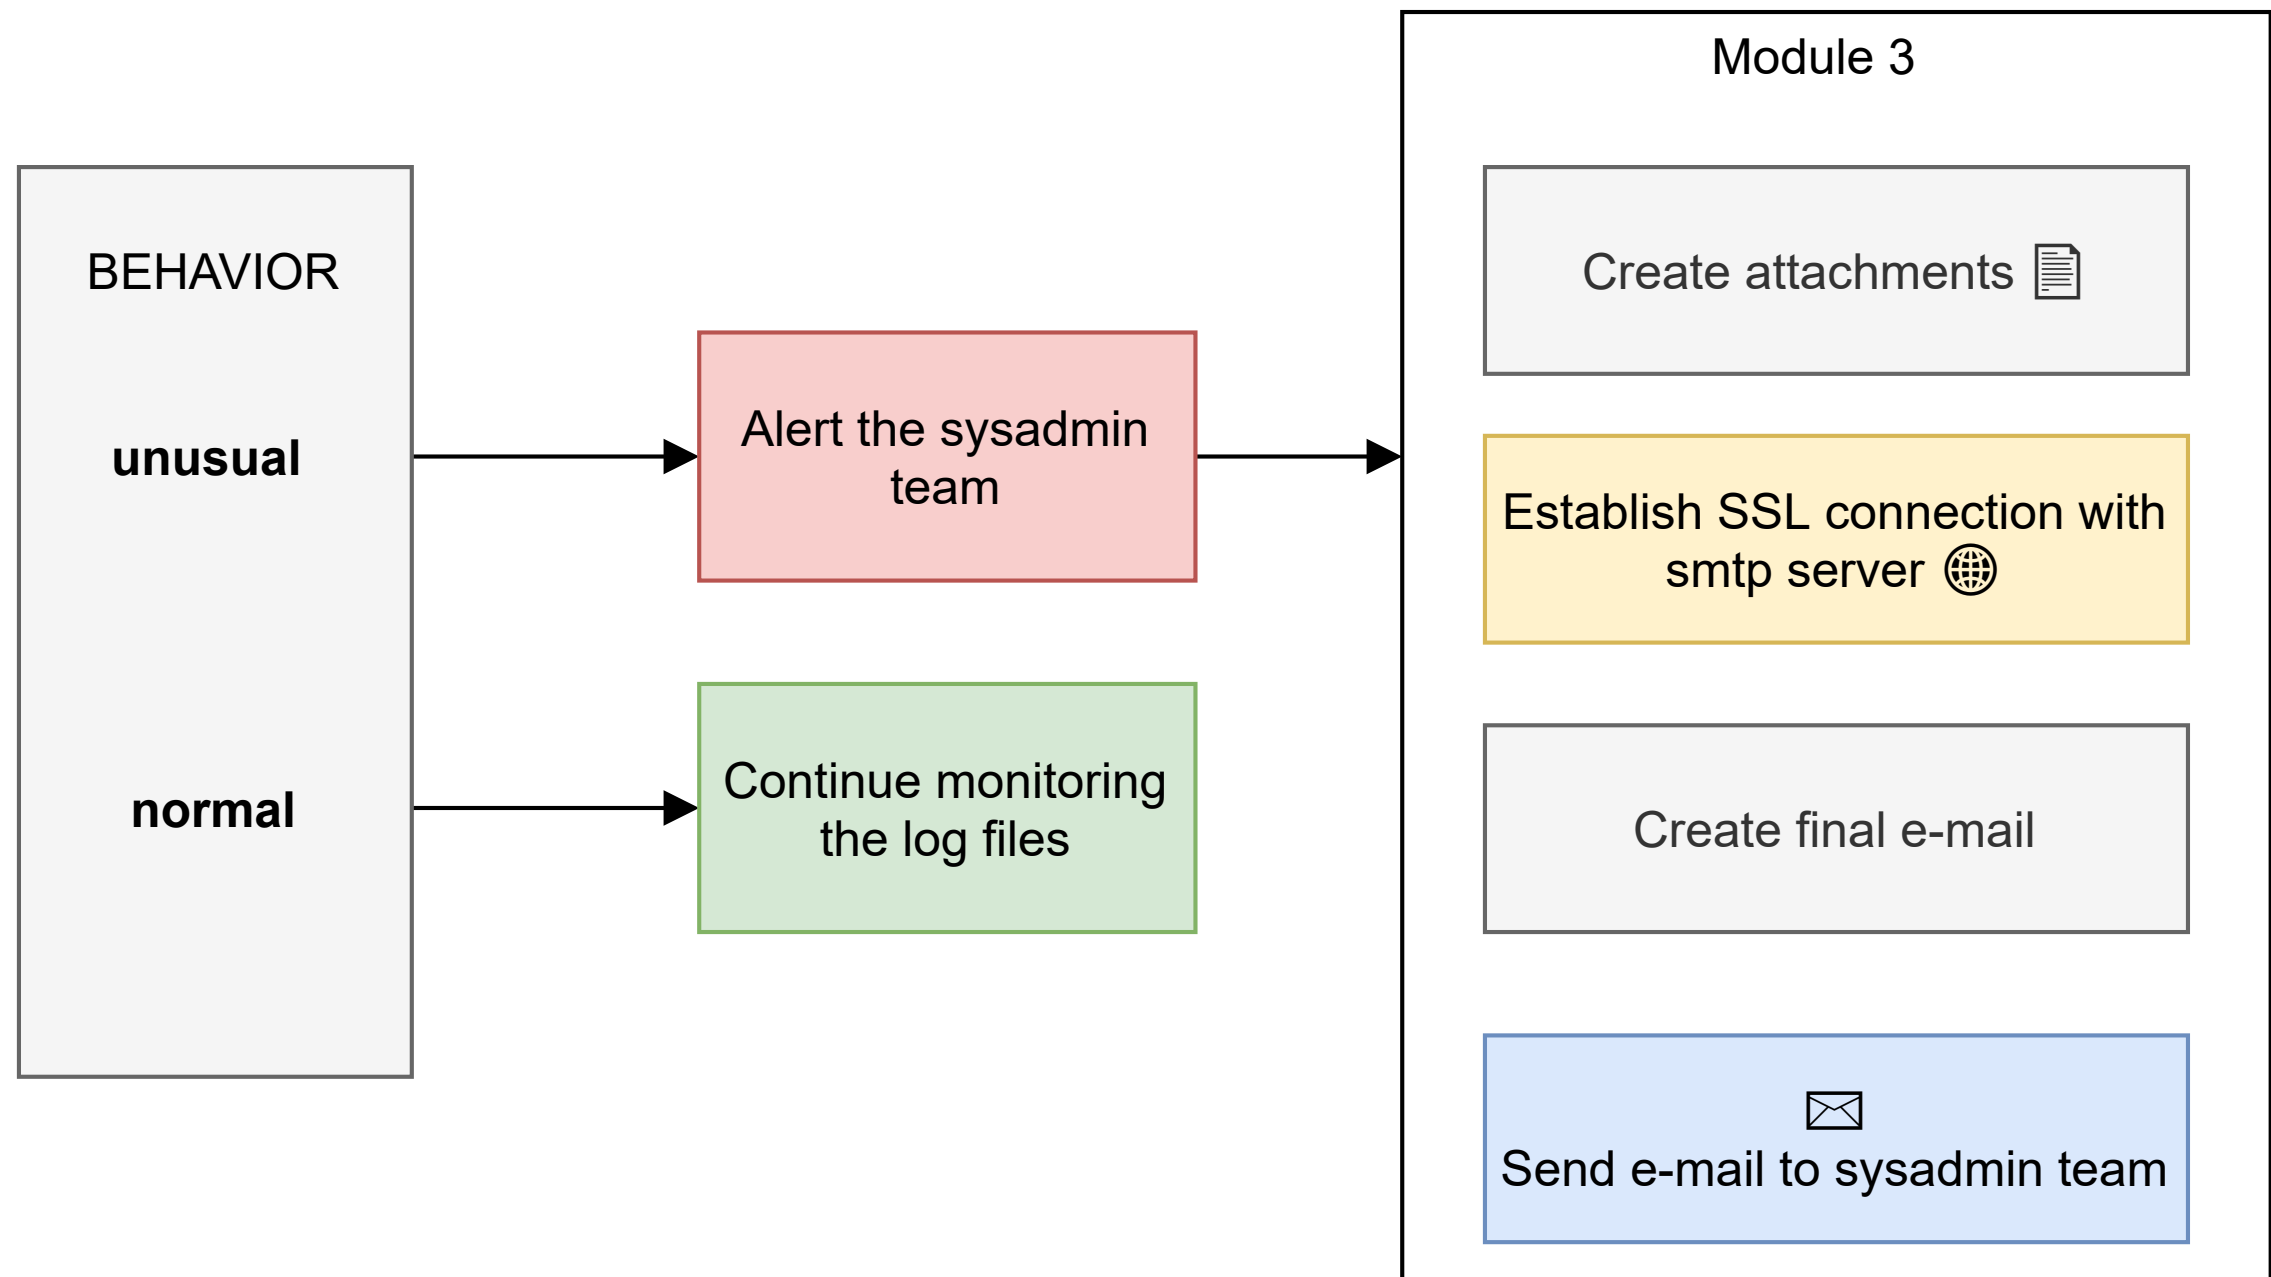 Module 3
BEHAVIOR
unusual
normal
Alert the sysadmin
team
Continue monitoring
the log files
Create attachments
Establish SSL connection with
smtp server
Create final e-mail
Send e-mail to sysadmin team